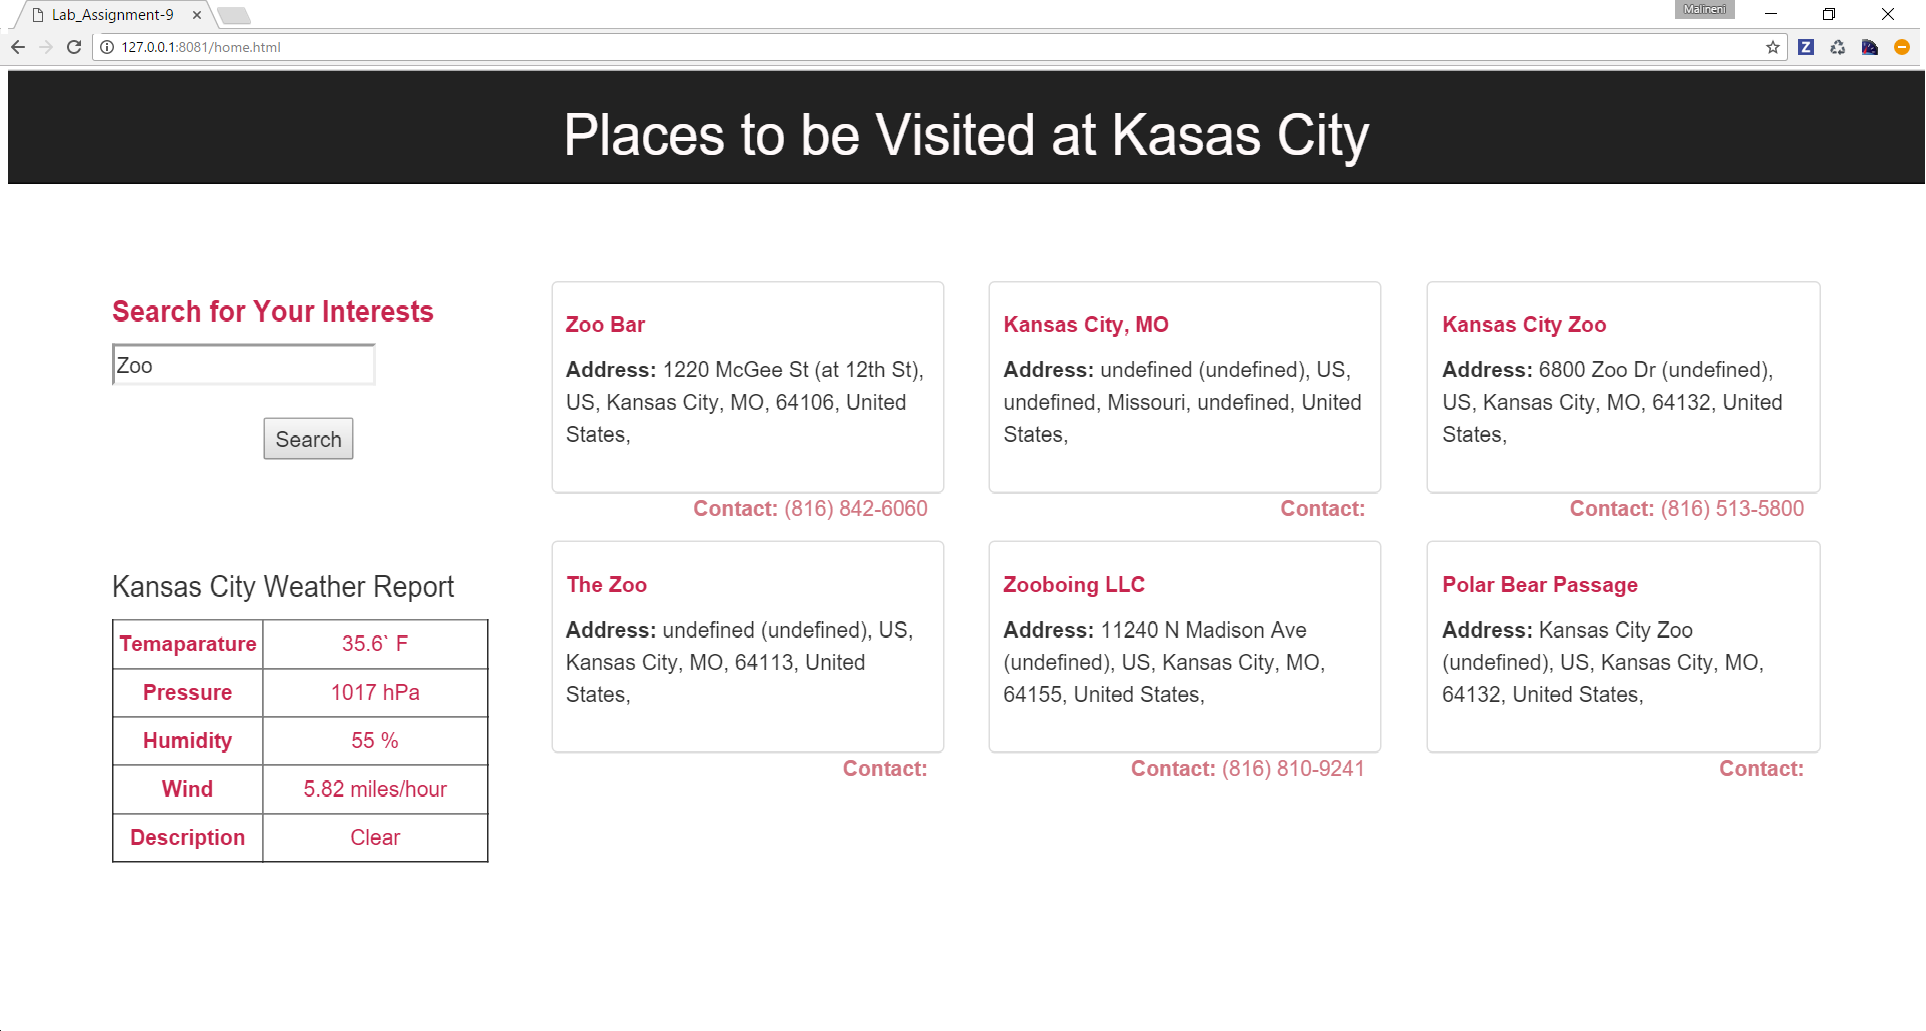 Lab_Assignment-9
Malineni
127.0.0.1:8081/home.html
Z
Places to be Visited at Kasas City
Search for Your Interests
Zoo
Search
Kansas City Weather Report
Temaparature 35.6` F
Pressure 1017 hPa
Humidity 55 %
Wind 5.82 miles/hour
Description Clear
Zoo Bar
Address: 1220 McGee St (at 12th St),
US, Kansas City, MO, 64106, United
States,
Contact: (816) 842-6060
Kansas City, MO
Address: undefined (undefined), US,
undefined, Missouri, undefined, United
States,
Contact:
Kansas City Zoo
Address: 6800 Zoo Dr (undefined),
US, Kansas City, MO, 64132, United
States,
Contact: (816) 513-5800
The Zoo
Address: undefined (undefined), US,
Kansas City, MO, 64113, United
States,
Contact:
Zooboing LLC
Address: 11240 N Madison Ave
(undefined), US, Kansas City, MO,
64155, United States,
Contact: (816) 810-9241
Polar Bear Passage
Address: Kansas City Zoo
(undefined), US, Kansas City, MO,
64132, United States,
Contact: